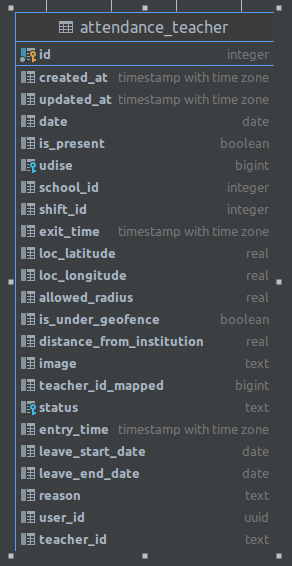 attendance_teacher
id integer
created_at timestamp with time zone
updated_at timestamp with time zone
date date
is_present boolean
udise bigint
school_id integer
shift_id integer
exit_time timestamp with time zone
loc_latitude real
loc_longitude real
allowed_radius real
is_under_geofence boolean
distance_from_institution real
image text
teacher_id_mapped bigint
status text
entry_time timestamp with time zone
leave_start_date date
leave_end_date date
reason text
user_id uuid
teacher_id text